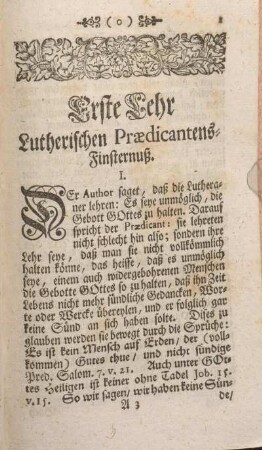 ( o ) 1
Erste Lehr
Lutherischen Prædicantens-
Finsternuß.
I.
DEr Author saget, daß die Luthera-
ner lehren: Es seye unmöglich, die
Gebott GOttes zu halten. Darauf
spricht der Prædicant: sie lehreten
nicht schlecht hin also; sondern ihre
Lehr seye, daß man sie nicht vollkömmlich
halten könne, das heisst, daß es unmöglich
seye, einem auch widergebohrenen Menschen
die Gebotte GOttes so zu halten, daß ihn Zeit
Lebens nicht mehr sündliche Gedancken, Wor-
te oder Wercke übereylen, und er folglich gar
keine Sünd an sich haben solte. Dises zu
glauben werden sie bewegt durch die Sprüche:
Es ist kein Mensch auf Erden, der (voll-
kommen) Gutes thue, und nicht sündige
Pred. Salom. 7. v. 21. Auch unter GOt-
tes Heiligen ist keiner ohne Tadel Job. 15.
v. 15. So wir sagen, wir haben keine Sün-
A 3 de,